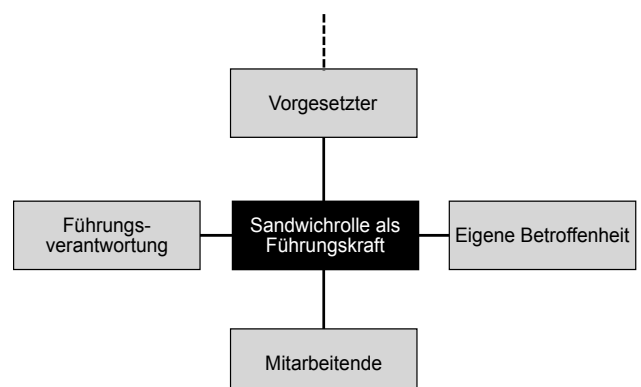 Vorgesetzter
Führungs-
verantwortung
Sandwichrolle als
Führungskraft
Eigene Betroffenheit
Mitarbeitende